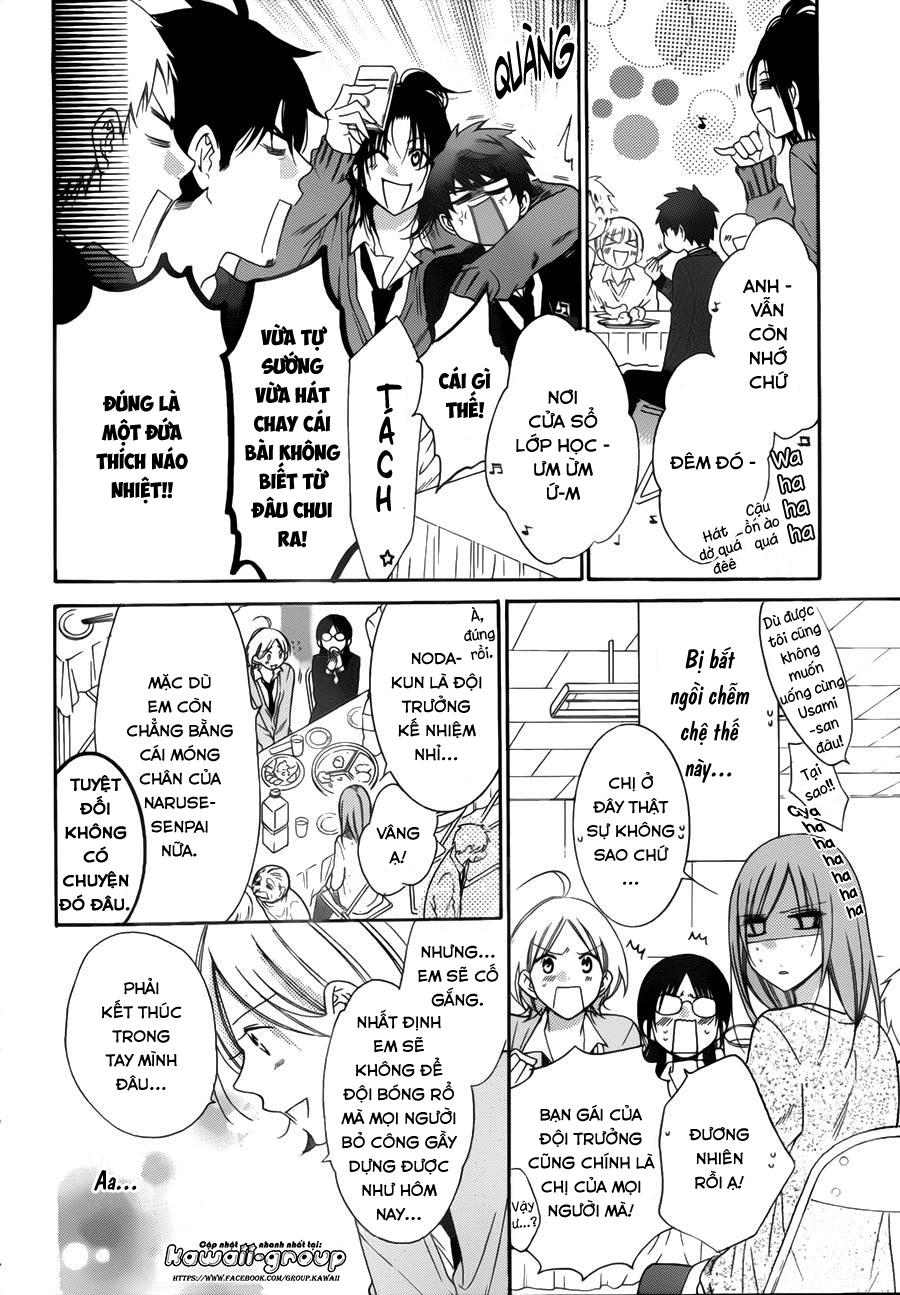 ANH -
VẪN
CÒN
NHỚ
CHỨ
ĐÊM ĐÓ -
Wa
ha
ha
ha
Cậu
ồn ào
quá
Hát
dở quá
đêê
QUÀNG
NƠI
CỬA SỔ
LỚP HỌC -
ƯM ỪM
Ứ-M
CÁI GÌ
THẾ!
TÁCH
VỪA TỰ
SƯỚNG
VỪA HÁT
CHAY CÁI
BÀI KHÔNG
BIẾT TỪ
ĐÂU CHUI
RA!
ĐÚNG LÀ
MỘT ĐỨA
THÍCH NÁO
NHIỆT!!
Dù được
tôi cũng
không
muốn
uống cùng
Usami
-san
đâu!
Tại
sao!!
Gya
ha
ha
ha
ha
ha
Bị bắt
ngồi chễm
chệ thế
này...
CHỊ Ở
ĐÂY THẬT
SỰ KHÔNG
SAO CHỨ
...
ĐƯƠNG
NHIÊN
RỒI Ạ!
BẠN GÁI CỦA
ĐỘI TRƯỞNG
CŨNG CHÍNH LÀ
CHỊ CỦA MỌI
NGƯỜI MÀ!
Vậy
ư...?
À,
đúng
rồi.
NODA-
KUN LÀ ĐỘI
TRƯỞNG
KẾ NHIỆM
NHỈ...
VÂNG
Ạ!
MẶC DÙ
EM CÒN
CHẲNG BẰNG
CÁI MÓNG
CHÂN CỦA
NARUSE-
SENPAI
NỮA.
TUYỆT
ĐỐI
KHÔNG
CÓ
CHUYỆN
ĐÓ ĐÂU.
NHƯNG...
EM SẼ CỐ
GẮNG.
NHẤT ĐỊNH
EM SẼ
KHÔNG ĐỂ
ĐỘI BÓNG RỔ
MÀ MỌI NGƯỜI
BỎ CÔNG GẦY
DỰNG ĐƯỢC
NHƯ HÔM
NAY...
PHẢI
KẾT THÚC
TRONG
TAY MÌNH
ĐÂU...
Aa...
Cập nhật nhanh nhất tại:
kawaii-group
HTTPS://WWW.FACEBOOK.COM/GROUP.KAWAII